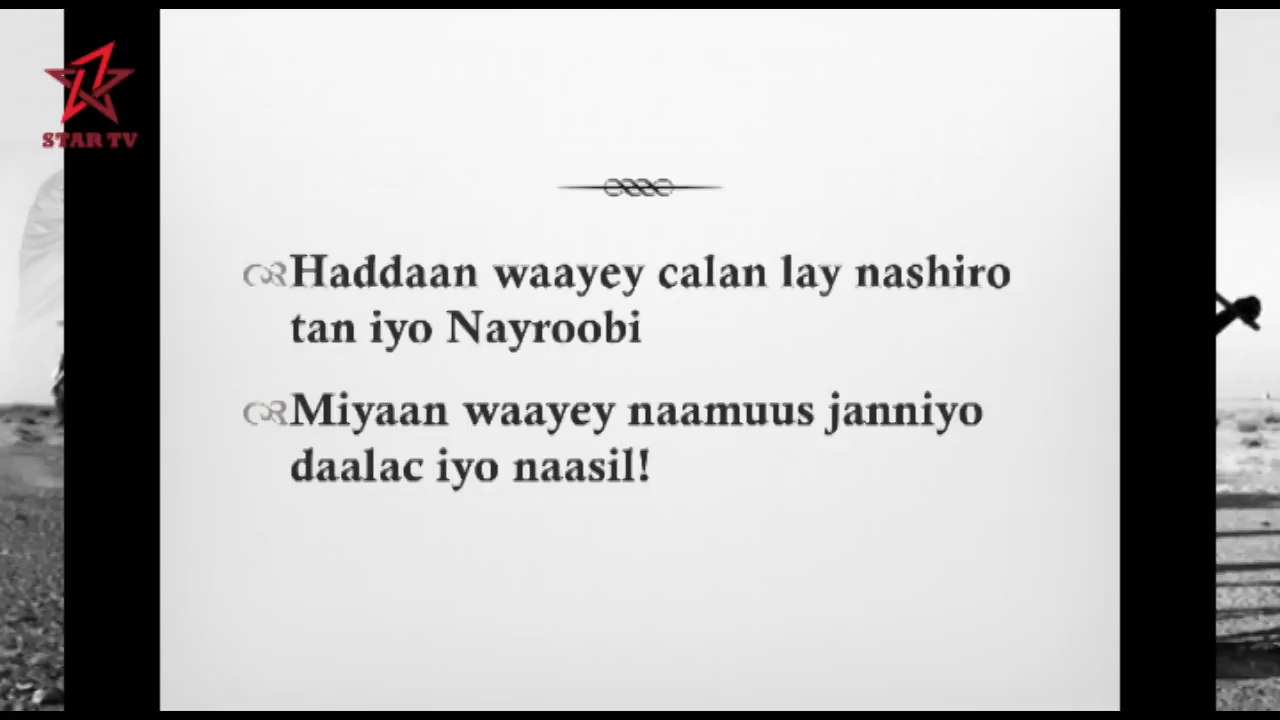 STAR TV
Haddaan waayey calan lay nashiro
tan iyo Nayroobi
Miyaan waayey naamuus janniyo
daalac iyo naasil!